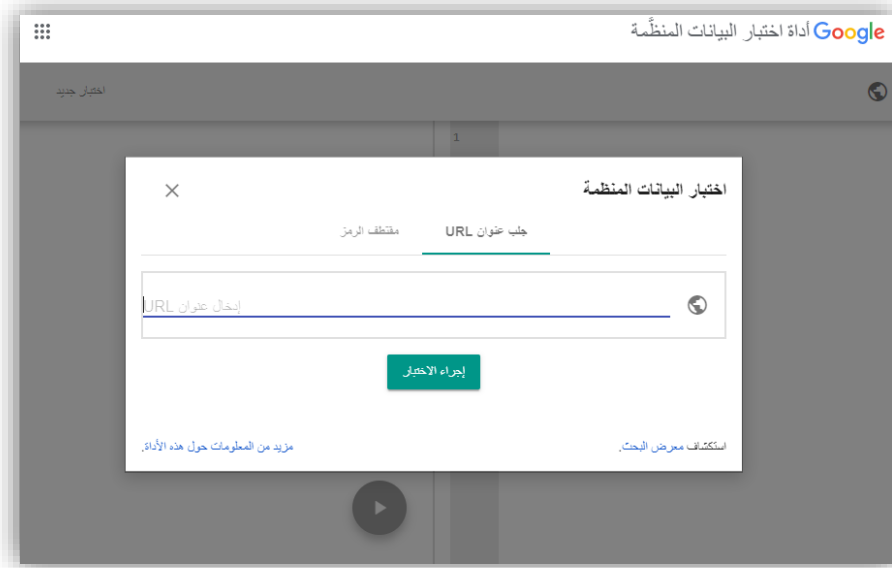 Google أداة اختبار البيانات المنظَّمة
اختبار جديد
1
اختبار البيانات المنظمة
جلب عنوان URL
مقتطف الرمز
إدخال عنوان URL
إجراء الاختبار
استكشاف معرض البحث.
مزيد من المعلومات حول هذه الأداة.